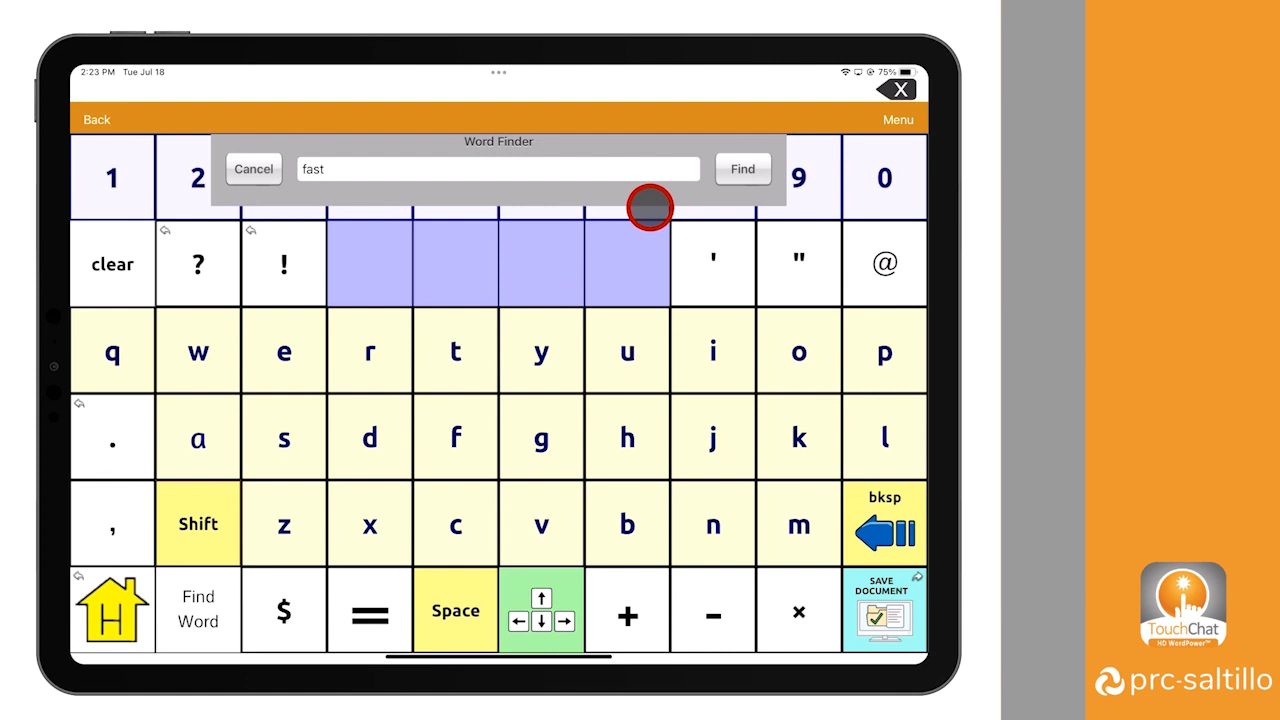 2:23 PM Tue Jul 18
75%
X
Back
Menu
Word Finder
Cancel
fast
Find
1
2
9
0
clear
?
!
'
"
@
q
w
e
r
t
y
u
i
o
p
.
a
s
d
f
g
h
j
k
l
,
Shift
z
x
c
v
b
n
m
bksp
H
Find
Word
$
=
Space
+
-
×
SAVE
DOCUMENT
TouchChat
HD WordPower™
prc-saltillo